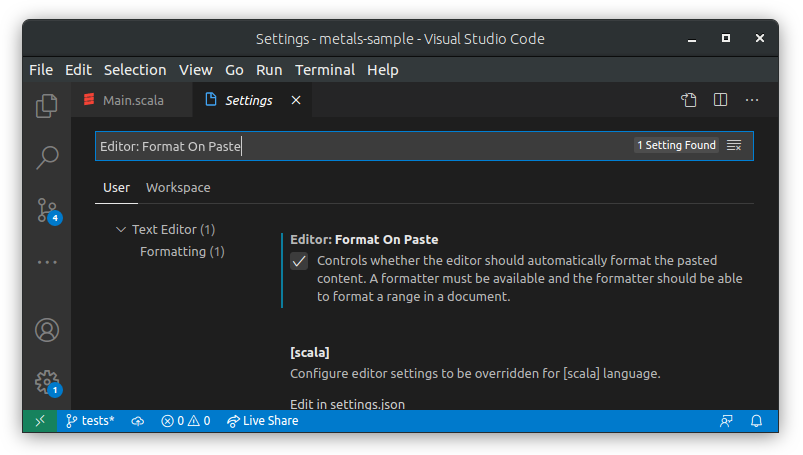 Settings - metals-sample - Visual Studio Code
File Edit Selection View Go Run Terminal Help
Main.scala Settings
Editor: Format On Paste 1 Setting Found
User Workspace
Text Editor (1)
Formatting (1)
Editor: Format On Paste
Controls whether the editor should automatically format the pasted
content. A formatter must be available and the formatter should be able
to format a range in a document.
[scala]
Configure editor settings to be overridden for [scala] language.
Edit in settings.json
4
1
tests* 0 0 Live Share